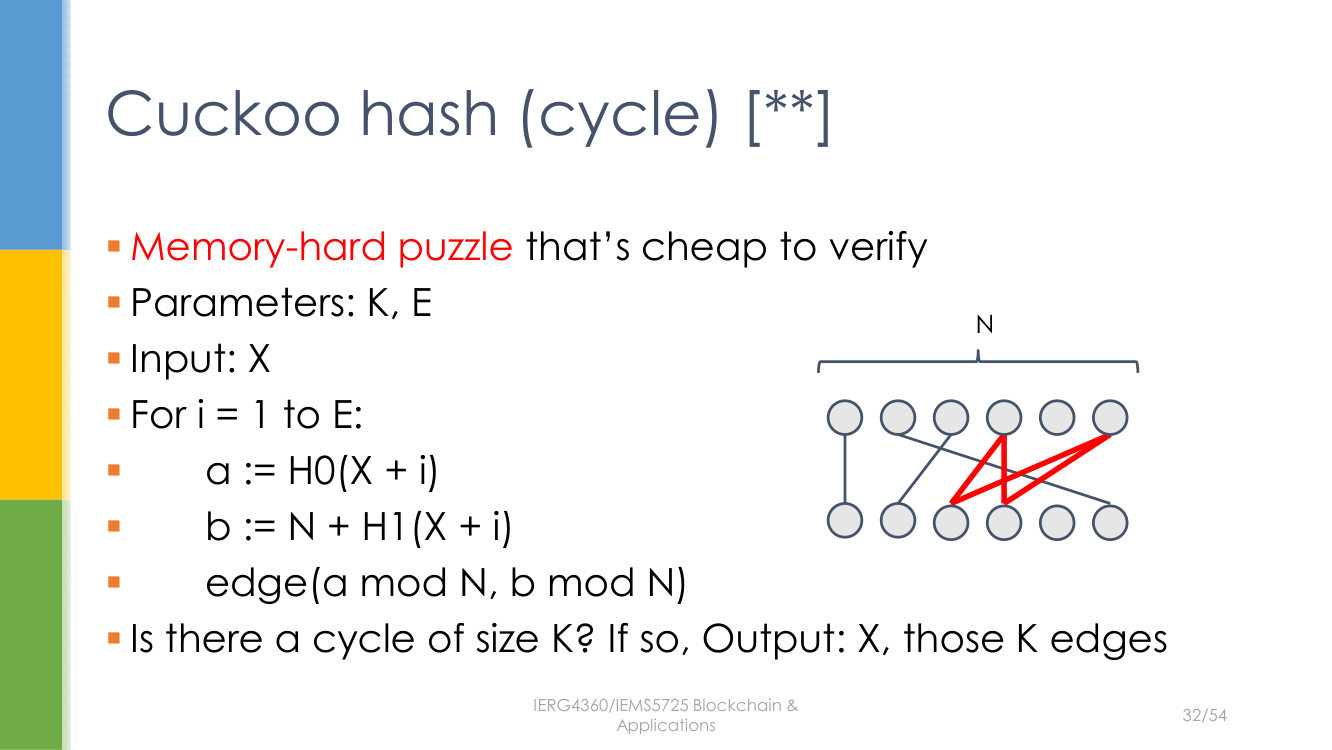 Cuckoo hash (cycle) [**]
Memory-hard puzzle that's cheap to verify
Parameters: K, E
Input: X
For i = 1 to E:
a := H0(X + i)
b := N + H1(X + i)
edge(a mod N, b mod N)
Is there a cycle of size K? If so, Output: X, those K edges
N
IERG4360/IEMS5725 Blockchain &
Applications
32/54